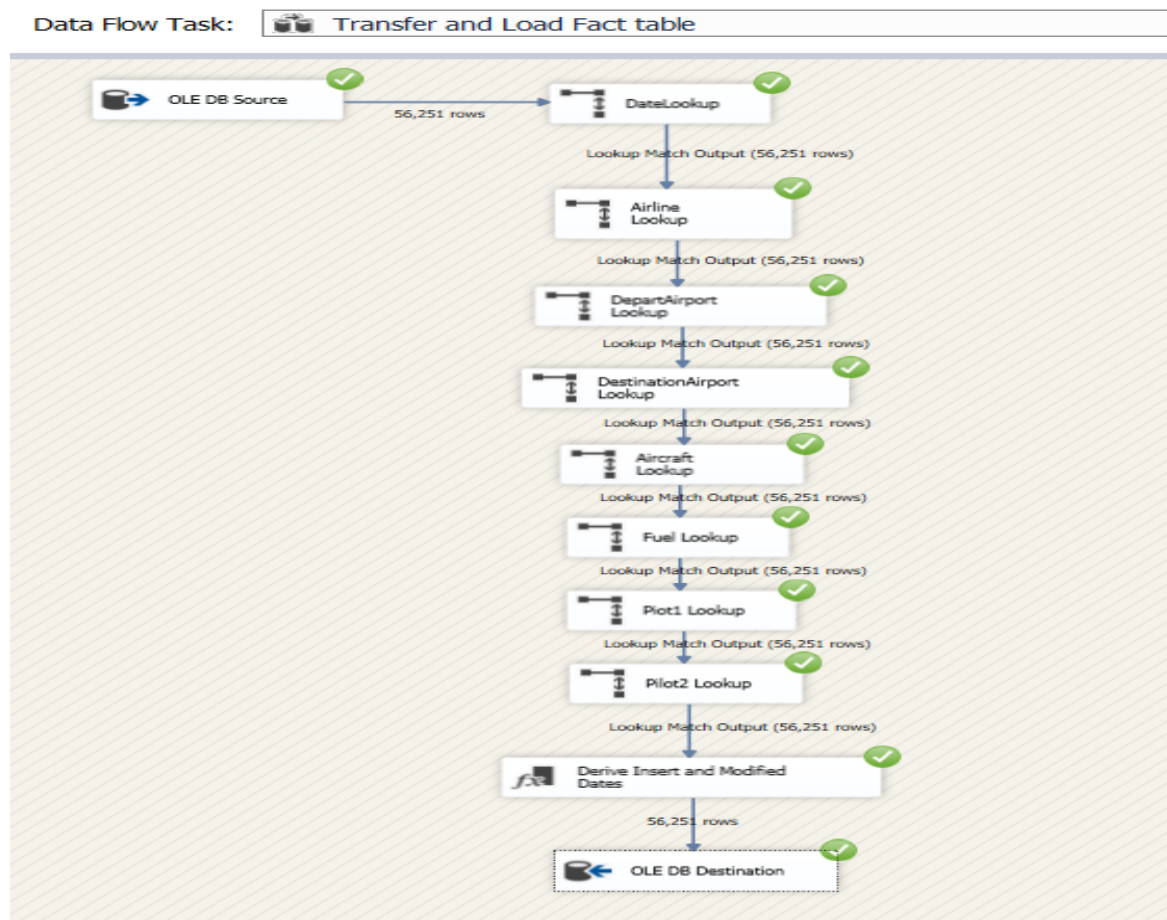 Data Flow Task: Transfer and Load Fact table
OLE DB Source
56,251 rows
DateLookup
Lookup Match Output (56,251 rows)
Airline
Lookup
Lookup Match Output (56,251 rows)
DepartAirport
Lookup
Lookup Match Output (56,251 rows)
DestinationAirport
Lookup
Lookup Match Output (56,251 rows)
Aircraft
Lookup
Lookup Match Output (56,251 rows)
Fuel Lookup
Lookup Match Output (56,251 rows)
Piot1 Lookup
Lookup Match Output (56,251 rows)
Pilot2 Lookup
Lookup Match Output (56,251 rows)
Derive Insert and Modified
Dates
56,251 rows
OLE DB Destination